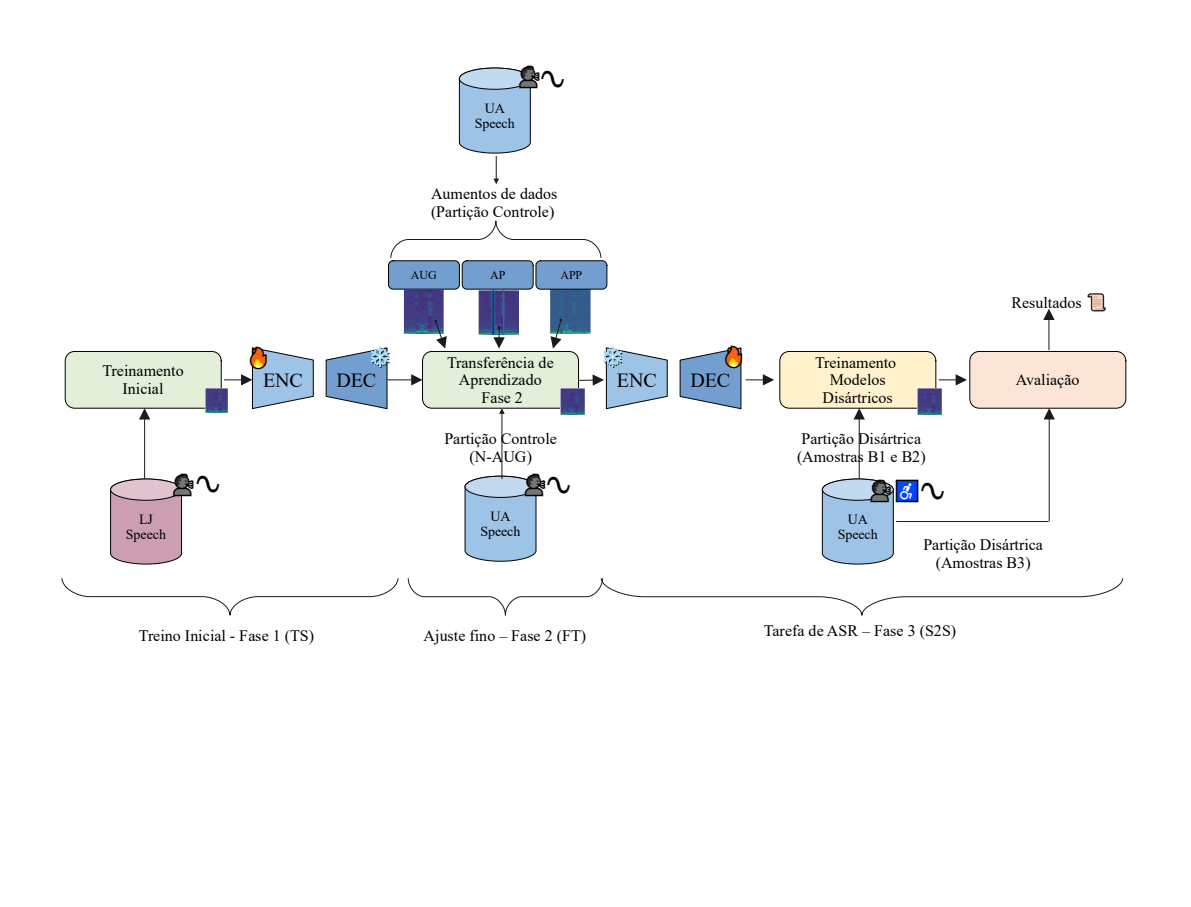 UA
Speech
Aumentos de dados
(Partição Controle)
AUG
AP
APP
Resultados
Treinamento
Inicial
ENC
DEC
Transferência de
Aprendizado
Fase 2
ENC
DEC
Treinamento
Modelos
Disártricos
Avaliação
Partição Controle
(N-AUG)
Partição Disártrica
(Amostras B1 e B2)
LJ
Speech
UA
Speech
UA
Speech
Partição Disártrica
(Amostras B3)
Treino Inicial - Fase 1 (TS)
Ajuste fino – Fase 2 (FT)
Tarefa de ASR – Fase 3 (S2S)